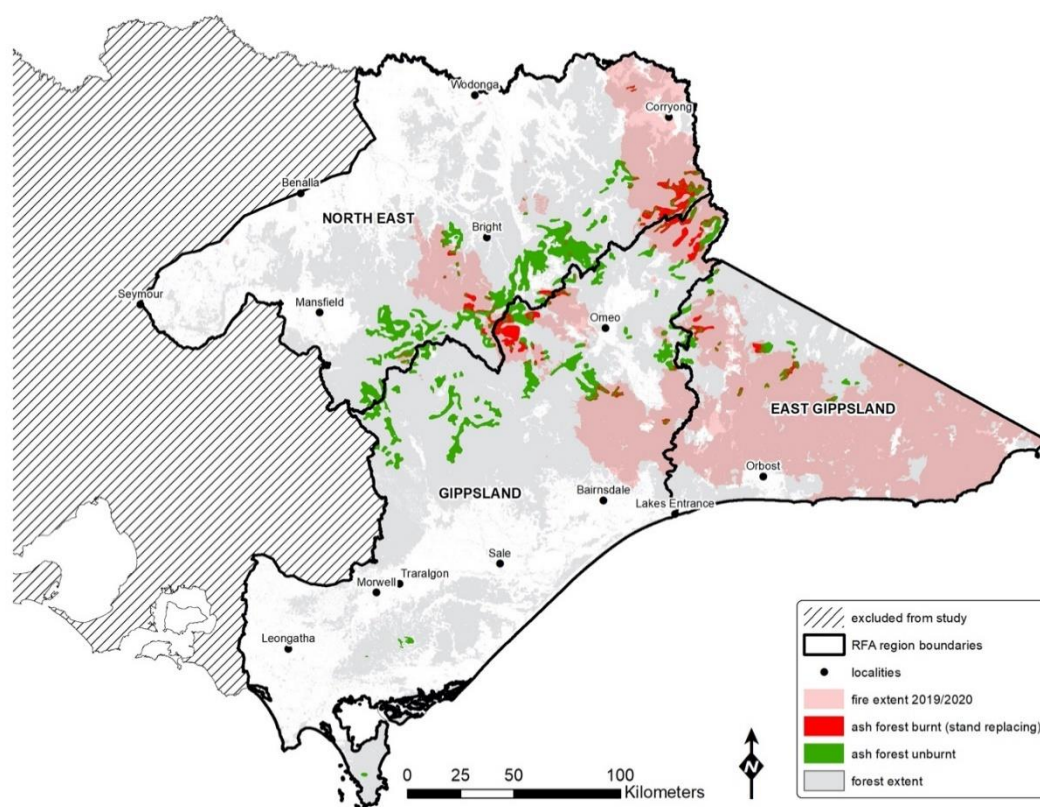 Wodonga
Corryong
Benalla
NORTH EAST
Bright
Seymour
Mansfield
Omeo
EAST GIPPSLAND
Orbost
GIPPSLAND
Bairnsdale
Lakes Entrance
Sale
Traralgon
Morwell
Leongatha
excluded from study
RFA region boundaries
localities
fire extent 2019/2020
ash forest burnt (stand replacing)
ash forest unburnt
forest extent
N
0 25 50 100
Kilometers